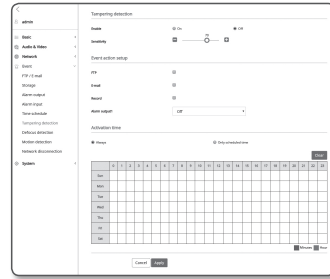 admin
Basic
Audio & Video
Network
Event
FTP / E-mail
Storage
Alarm output
Alarm input
Time schedule
Tampering detection
Defocus detection
Motion detection
Network disconnection
System
Tampering detection
Enable
On
Off
Sensitivity
Event action setup
FTP
E-mail
Record
Alarm output1
Off
Activation time
Always
Only scheduled time
Clear
0 1 2 3 4 5 6 7 8 9 10 11 12 13 14 15 16 17 18 19 20 21 22 23
Sun
Mon
Tue
Wed
Thu
Fri
Sat
Minutes
Hour
Cancel
Apply